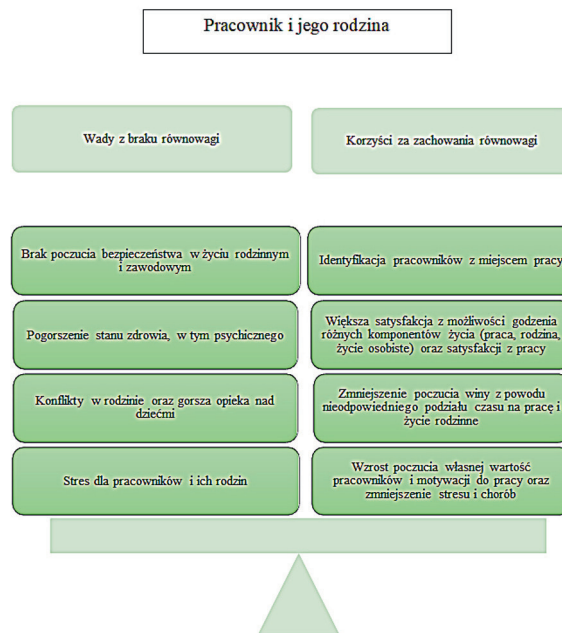 Pracownik i jego rodzina
Wady z braku równowagi
Korzyści za zachowania równowagi
Brak poczucia bezpieczeństwa w życiu rodzinnym
i zawodowym
Identyfikacja pracowników z miejscem pracy
Pogorszenie stanu zdrowia, w tym psychicznego
Większa satysfakcja z możliwości godzenia
różnych komponentów życia (praca, rodzina,
życie osobiste) oraz satysfakcji z pracy
Konflikty w rodzinie oraz gorsza opieka nad
dziećmi
Zmniejszenie poczucia winy z powodu
nieodpowiedniego podziału czasu na pracę i
życie rodzinne
Stres dla pracowników i ich rodzin
Wzrost poczucia własnej wartość
pracowników i motywacji do pracy oraz
zmniejszenie stresu i chorób